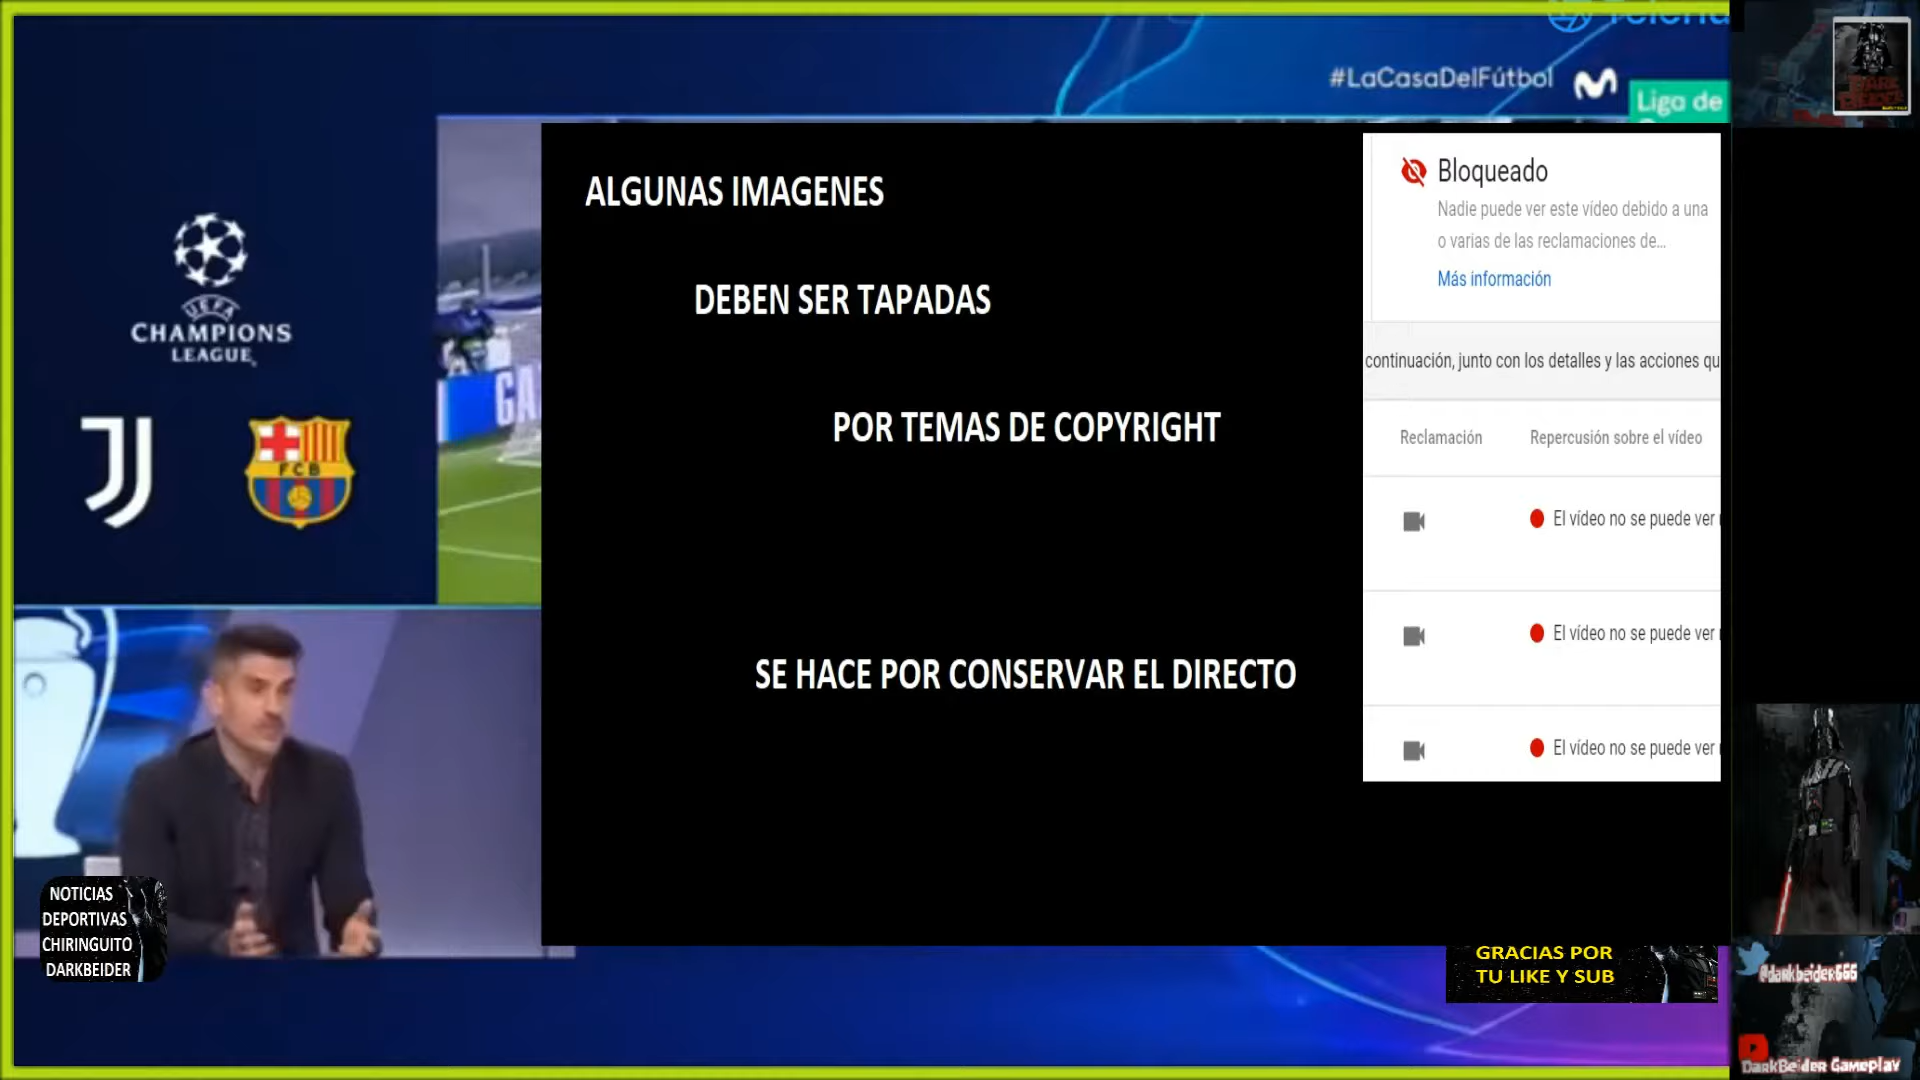 #LaCasaDelFútbol
Liga de
UEFA
CHAMPIONS
LEAGUE
FCB
GA
ALGUNAS IMAGENES
DEBEN SER TAPADAS
POR TEMAS DE COPYRIGHT
SE HACE POR CONSERVAR EL DIRECTO
Bloqueado
Nadie puede ver este vídeo debido a una
o varias de las reclamaciones de...
Más información
continuación, junto con los detalles y las acciones qu
Reclamación
Repercusión sobre el vídeo
El vídeo no se puede ver
El vídeo no se puede ver
El vídeo no se puede ver
NOTICIAS
DEPORTIVAS
CHIRINGUITO
DARKBEIDER
GRACIAS POR
TU LIKE Y SUB
@darkbeider666
DarkBeider Gameplay